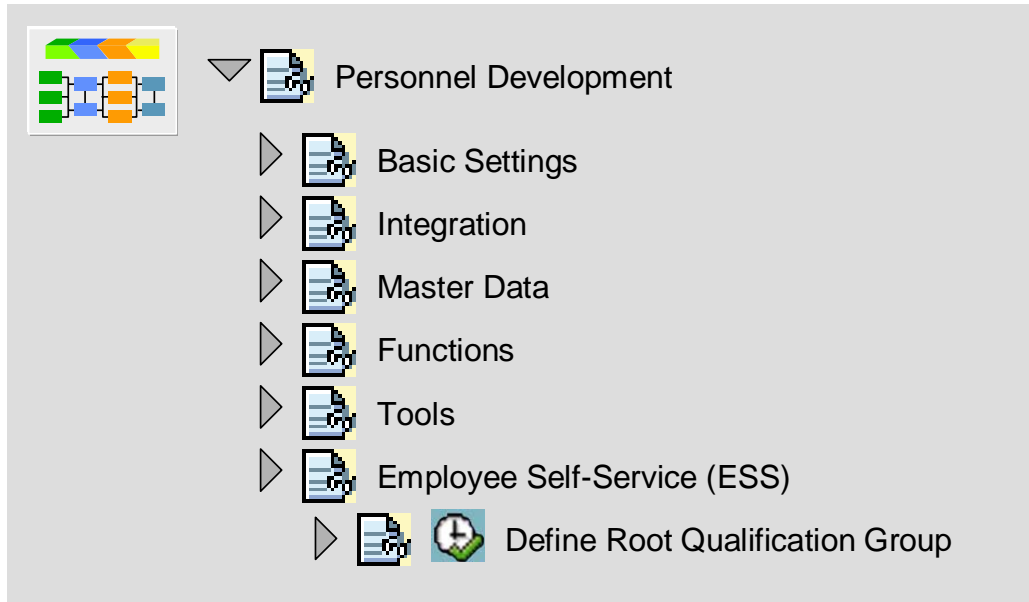 Personnel Development
Basic Settings
Integration
Master Data
Functions
Tools
Employee Self-Service (ESS)
Define Root Qualification Group